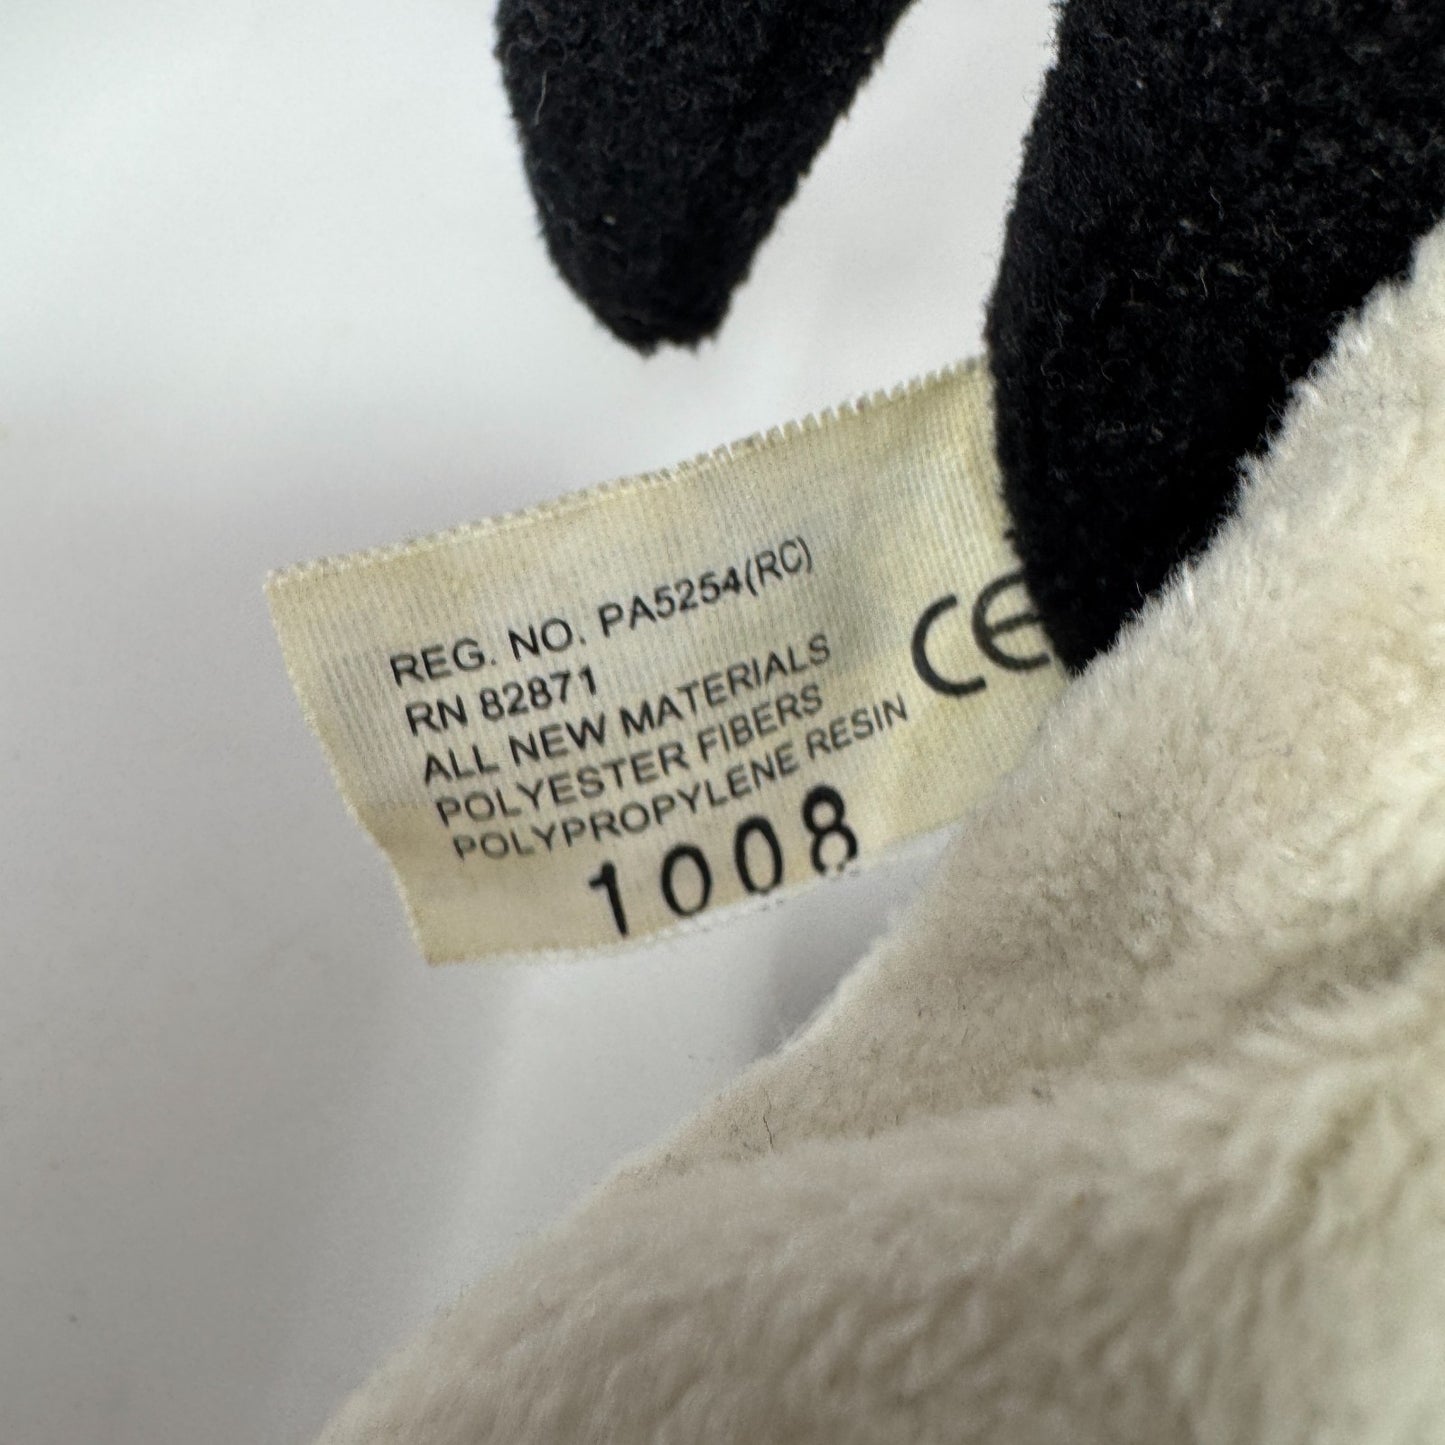 REG. NO. PA5254(RC)
RN 82871
ALL NEW MATERIALS
POLYESTER FIBERS
POLYPROPYLENE RESIN
CE
1008